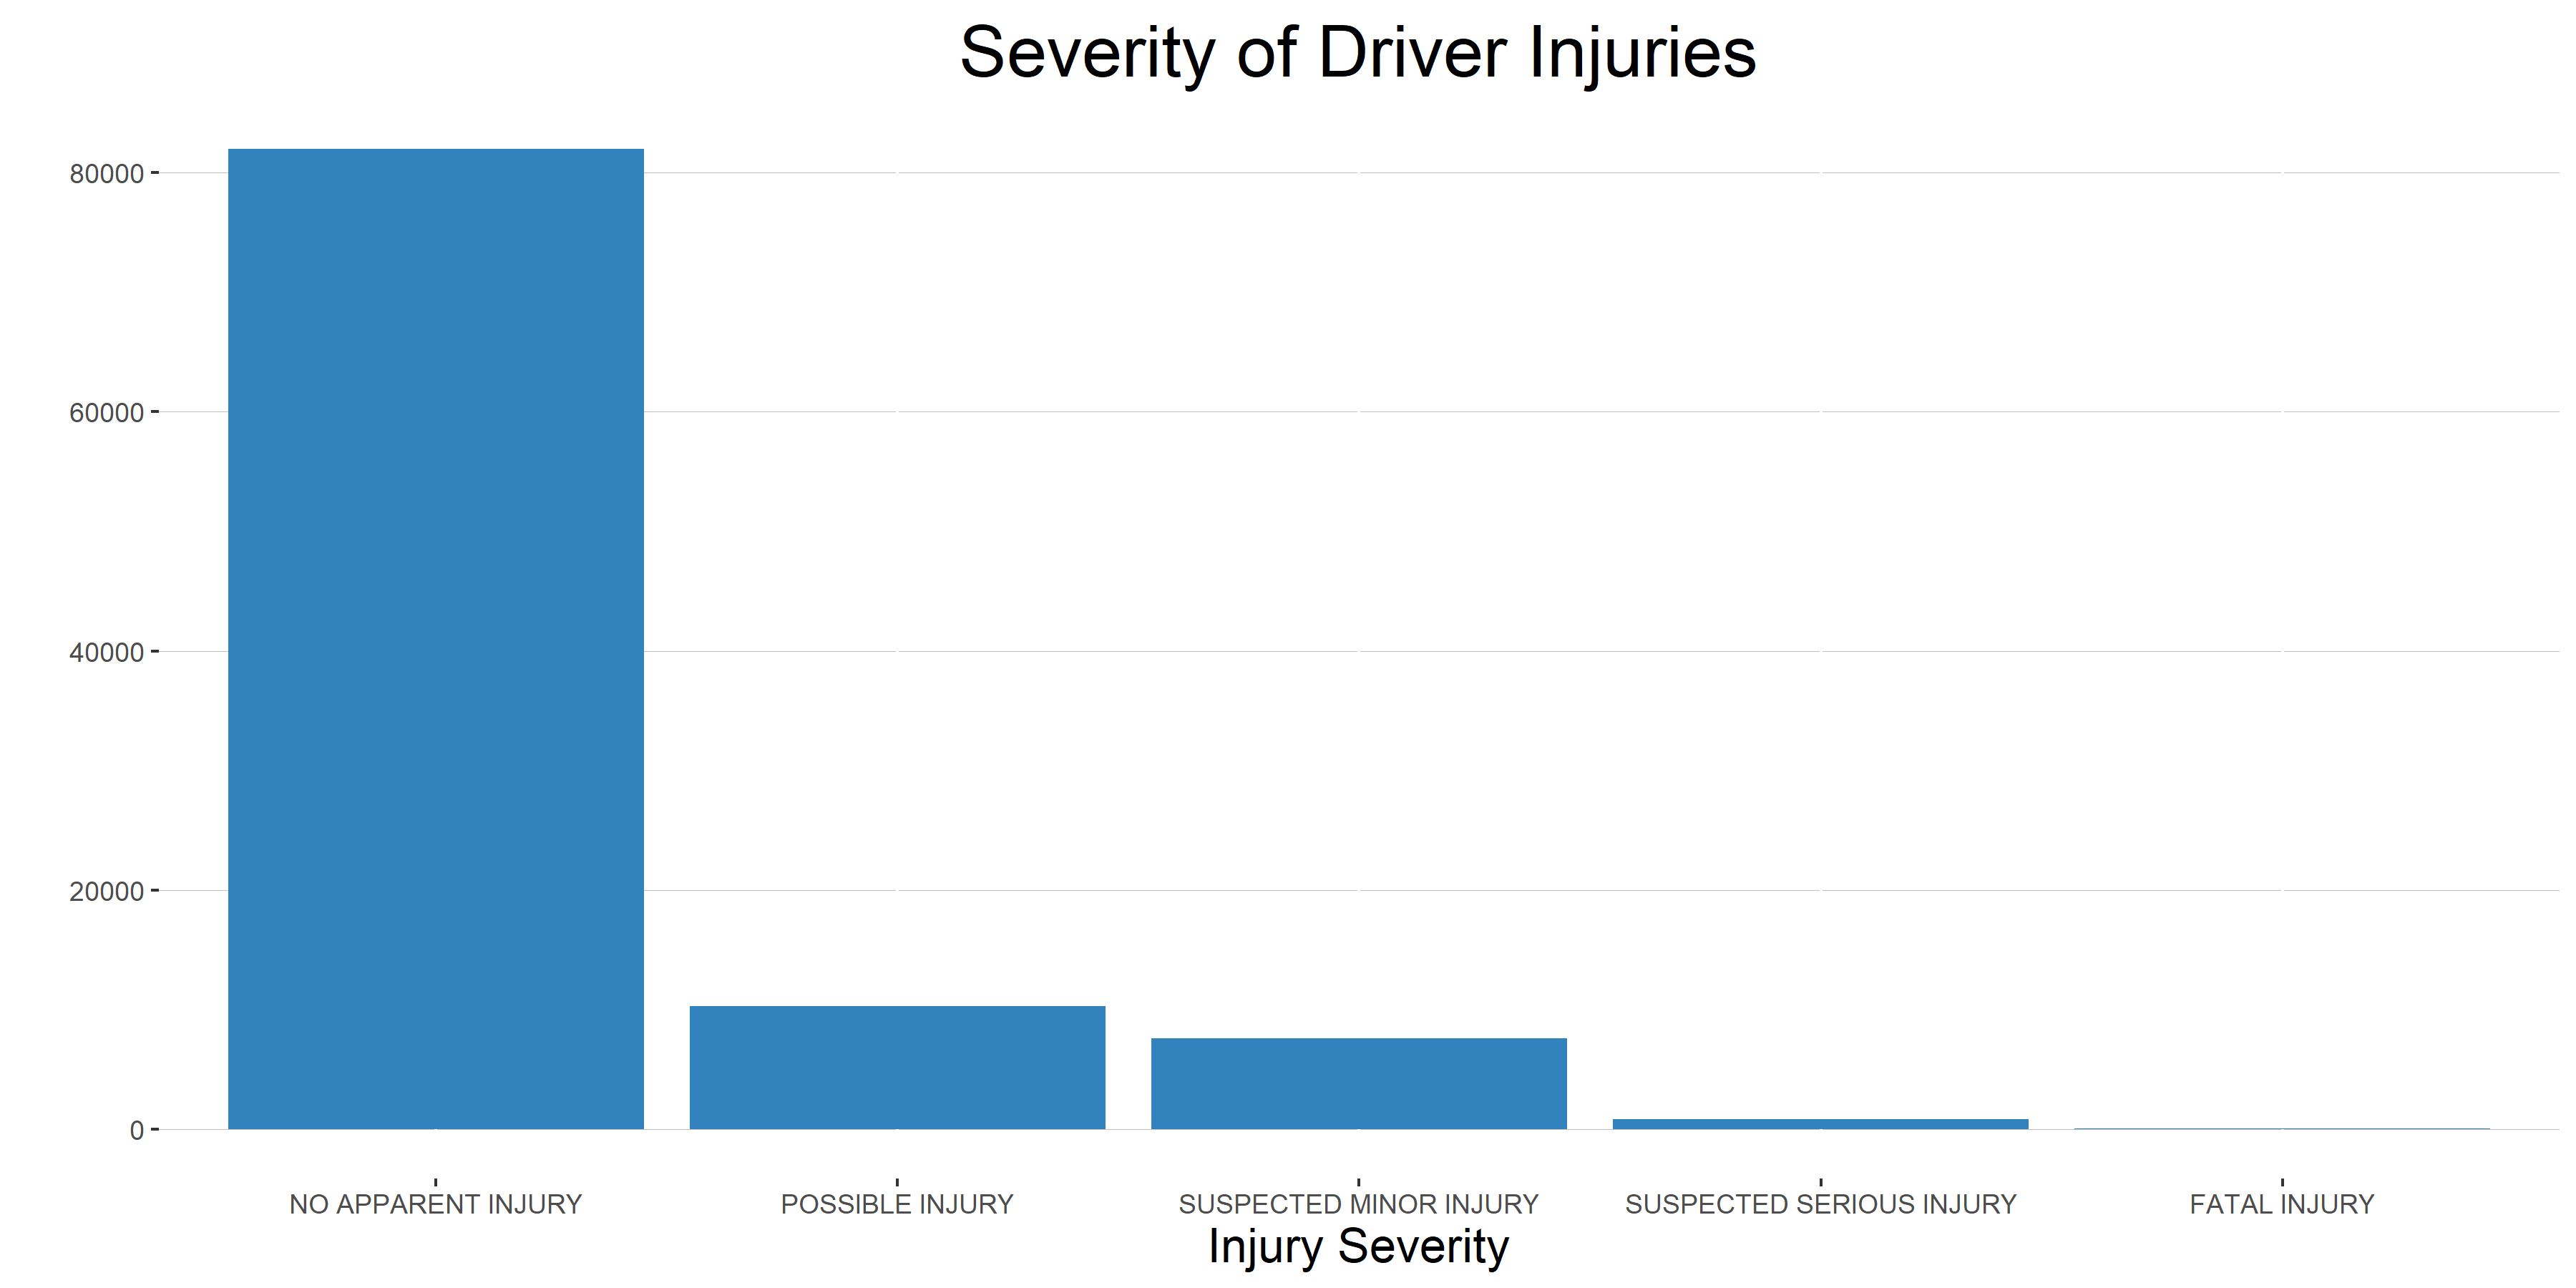 Severity of Driver Injuries
80000
60000
40000
20000
0
NO APPARENT INJURY POSSIBLE INJURY SUSPECTED MINOR INJURY SUSPECTED SERIOUS INJURY FATAL INJURY
Injury Severity